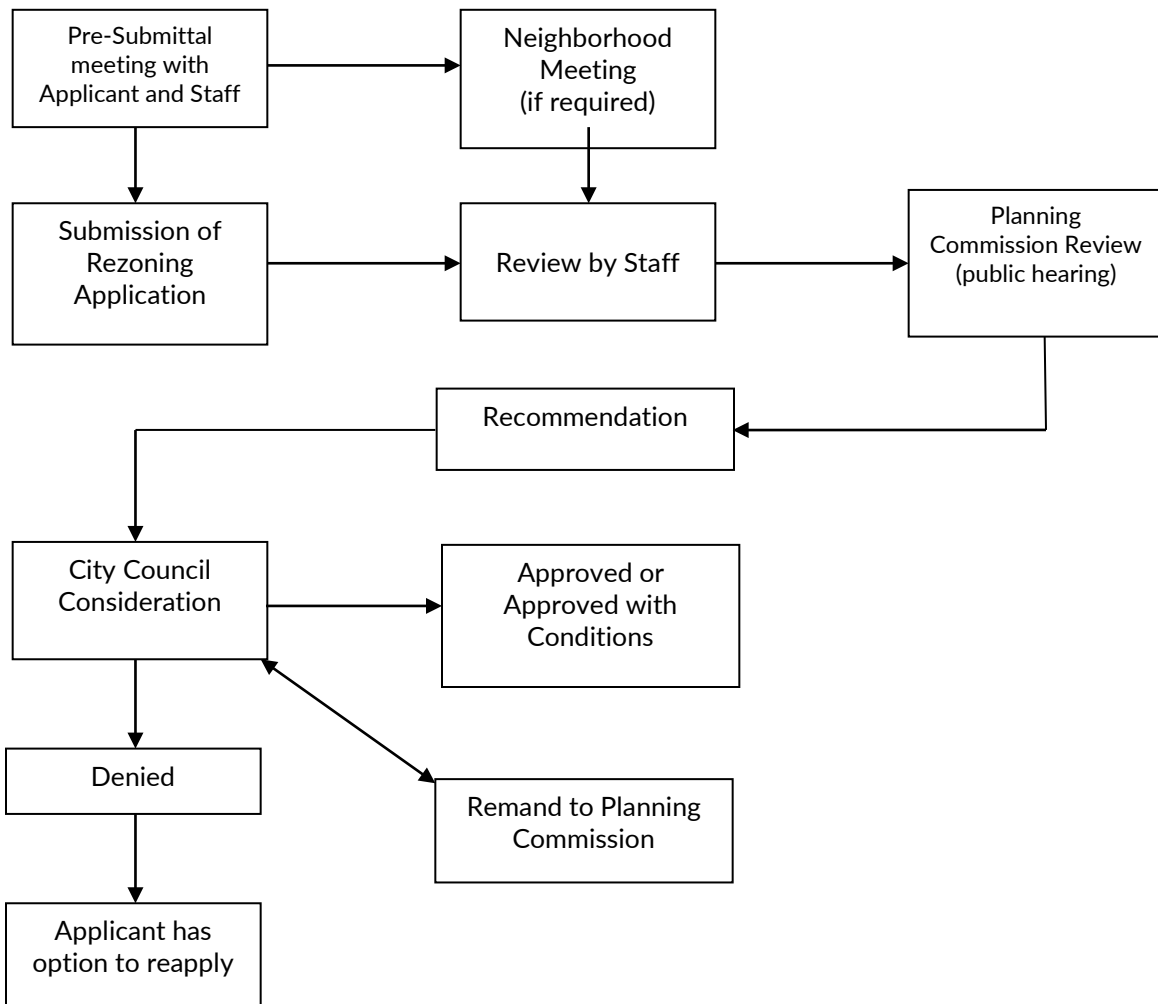 Pre-Submittal
meeting with
Applicant and Staff
Neighborhood
Meeting
(if required)
Submission of
Rezoning
Application
Review by Staff
Planning
Commission Review
(public hearing)
Recommendation
City Council
Consideration
Approved or
Approved with
Conditions
Denied
Remand to Planning
Commission
Applicant has
option to reapply